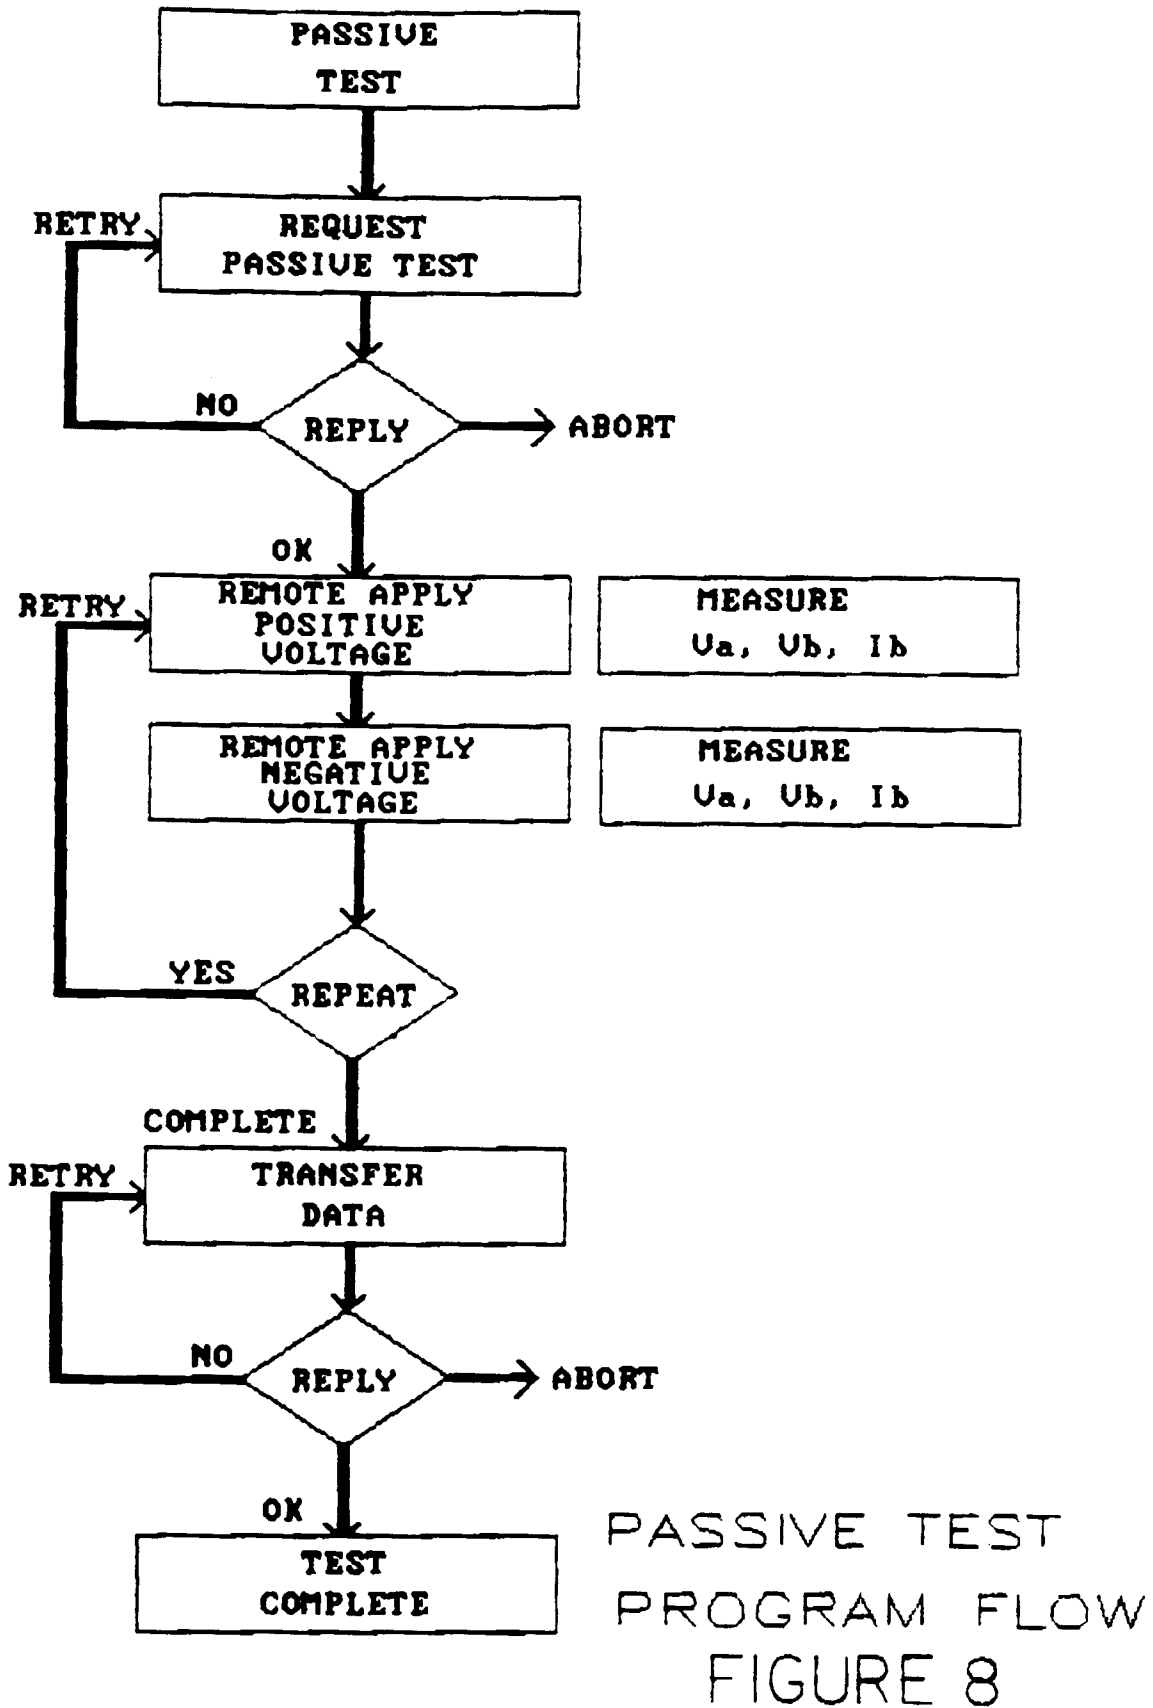 PASSIVE
TEST
RETRY
REQUEST
PASSIVE TEST
NO
REPLY
ABORT
OK
RETRY
REMOTE APPLY
POSITIVE
VOLTAGE
MEASURE
Va, Vb, Ib
REMOTE APPLY
NEGATIVE
VOLTAGE
MEASURE
Va, Vb, Ib
YES
REPEAT
COMPLETE
RETRY
TRANSFER
DATA
NO
REPLY
ABORT
OK
TEST
COMPLETE
PASSIVE TEST
PROGRAM FLOW
FIGURE 8